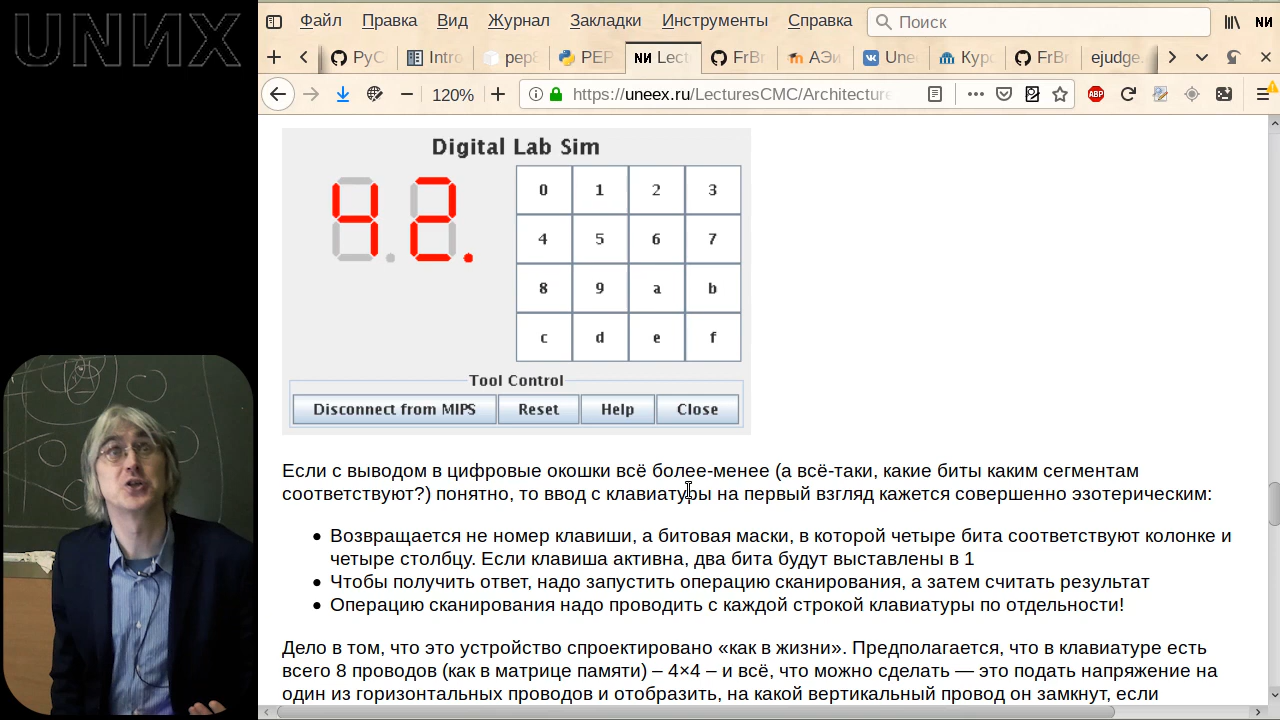 UNИX
Файл Правка Вид Журнал Закладки Инструменты Справка Поиск NИ
PyC Intro pep8 PEP NИ Lect FrBr АЭи Unee Курс FrBr ejudge.
120% https://uneex.ru/LecturesCMC/Architecture ABP
Digital Lab Sim
42.
0 1 2 3
4 5 6 7
8 9 a b
c d e f
Tool Control
Disconnect from MIPS Reset Help Close
Если с выводом в цифровые окошки всё более-менее (а всё-таки, какие биты каким сегментам
соответствуют?) понятно, то ввод с клавиатуры на первый взгляд кажется совершенно эзотерическим:
• Возвращается не номер клавиши, а битовая маски, в которой четыре бита соответствуют колонке и
четыре столбцу. Если клавиша активна, два бита будут выставлены в 1
• Чтобы получить ответ, надо запустить операцию сканирования, а затем считать результат
• Операцию сканирования надо проводить с каждой строкой клавиатуры по отдельности!
Дело в том, что это устройство спроектировано «как в жизни». Предполагается, что в клавиатуре есть
всего 8 проводов (как в матрице памяти) – 4×4 – и всё, что можно сделать — это подать напряжение на
один из горизонтальных проводов и отобразить, на какой вертикальный провод он замкнут, если